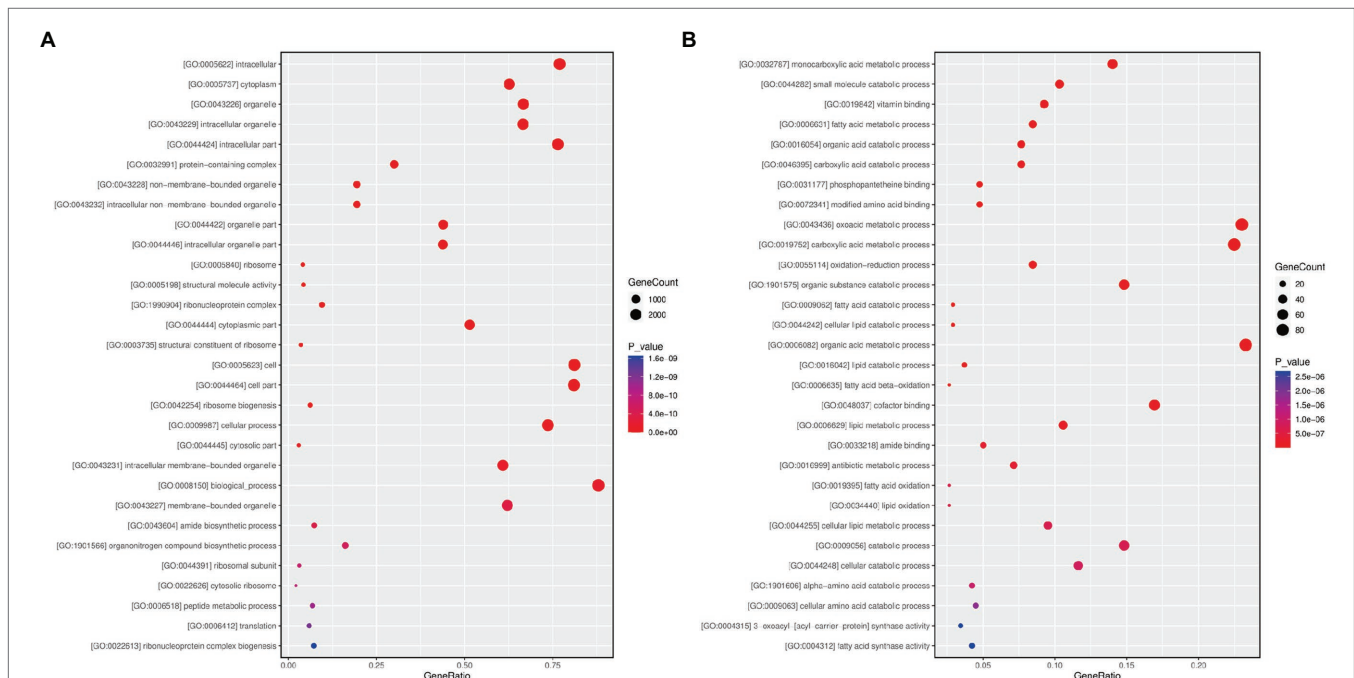 A
[GO:0005622] intracellular
[GO:0005737] cytoplasm
[GO:0043226] organelle
[GO:0043229] intracellular organelle
[GO:0044424] intracellular part
[GO:0032991] protein-containing complex
[GO:0043228] non-membrane-bounded organelle
[GO:0043232] intracellular non-membrane-bounded organelle
[GO:0044422] organelle part
[GO:0044446] intracellular organelle part
[GO:0005840] ribosome
[GO:0005198] structural molecule activity
[GO:1990904] ribonucleoprotein complex
[GO:0044444] cytoplasmic part
[GO:0003735] structural constituent of ribosome
[GO:0005623] cell
[GO:0044464] cell part
[GO:0042254] ribosome biogenesis
[GO:0009987] cellular process
[GO:0044445] cytosolic part
[GO:0043231] intracellular membrane-bounded organelle
[GO:0008150] biological_process
[GO:0043227] membrane-bounded organelle
[GO:0043604] amide biosynthetic process
[GO:1901566] organonitrogen compound biosynthetic process
[GO:0044391] ribosomal subunit
[GO:0022626] cytosolic ribosome
[GO:0006518] peptide metabolic process
[GO:0006412] translation
[GO:0022613] ribonucleoprotein complex biogenesis
0.00 0.25 0.50 0.75
GeneRatio
GeneCount
1000
2000
P_value
1.6e-09
1.2e-09
8.0e-10
4.0e-10
0.0e+00
B
[GO:0032787] monocarboxylic acid metabolic process
[GO:0044282] small molecule catabolic process
[GO:0019842] vitamin binding
[GO:0006631] fatty acid metabolic process
[GO:0016054] organic acid catabolic process
[GO:0046395] carboxylic acid catabolic process
[GO:0031177] phosphopantetheine binding
[GO:0072341] modified amino acid binding
[GO:0043436] oxoacid metabolic process
[GO:0019752] carboxylic acid metabolic process
[GO:0055114] oxidation-reduction process
[GO:1901575] organic substance catabolic process
[GO:0009062] fatty acid catabolic process
[GO:0044242] cellular lipid catabolic process
[GO:0006082] organic acid metabolic process
[GO:0016042] lipid catabolic process
[GO:0006635] fatty acid beta-oxidation
[GO:0048037] cofactor binding
[GO:0006629] lipid metabolic process
[GO:0033218] amide binding
[GO:0016999] antibiotic metabolic process
[GO:0019395] fatty acid oxidation
[GO:0034440] lipid oxidation
[GO:0044255] cellular lipid metabolic process
[GO:0009056] catabolic process
[GO:0044248] cellular catabolic process
[GO:1901606] alpha-amino acid catabolic process
[GO:0009063] cellular amino acid catabolic process
[GO:0004315] 3-oxoacyl-[acyl-carrier-protein] synthase activity
[GO:0004312] fatty acid synthase activity
0.05 0.10 0.15 0.20
GeneRatio
GeneCount
20
40
60
80
P_value
2.5e-06
2.0e-06
1.5e-06
1.0e-06
5.0e-07